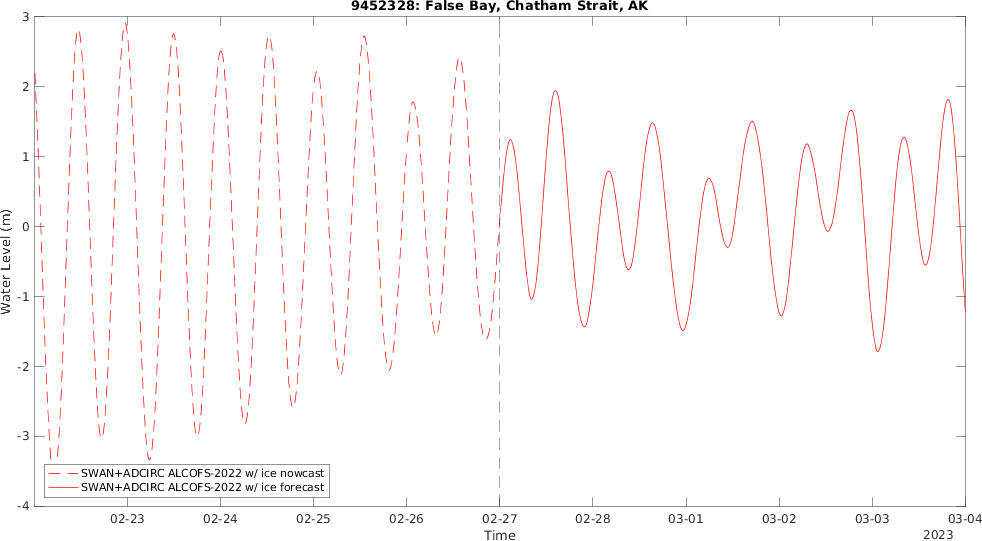 9452328: False Bay, Chatham Strait, AK
3
2
1
0
-1
-2
-3
-4
Water Level (m)
SWAN+ADCIRC ALCOFS-2022 w/ ice nowcast
SWAN+ADCIRC ALCOFS-2022 w/ ice forecast
02-23 02-24 02-25 02-26 02-27 02-28 03-01 03-02 03-03 03-04
Time
2023